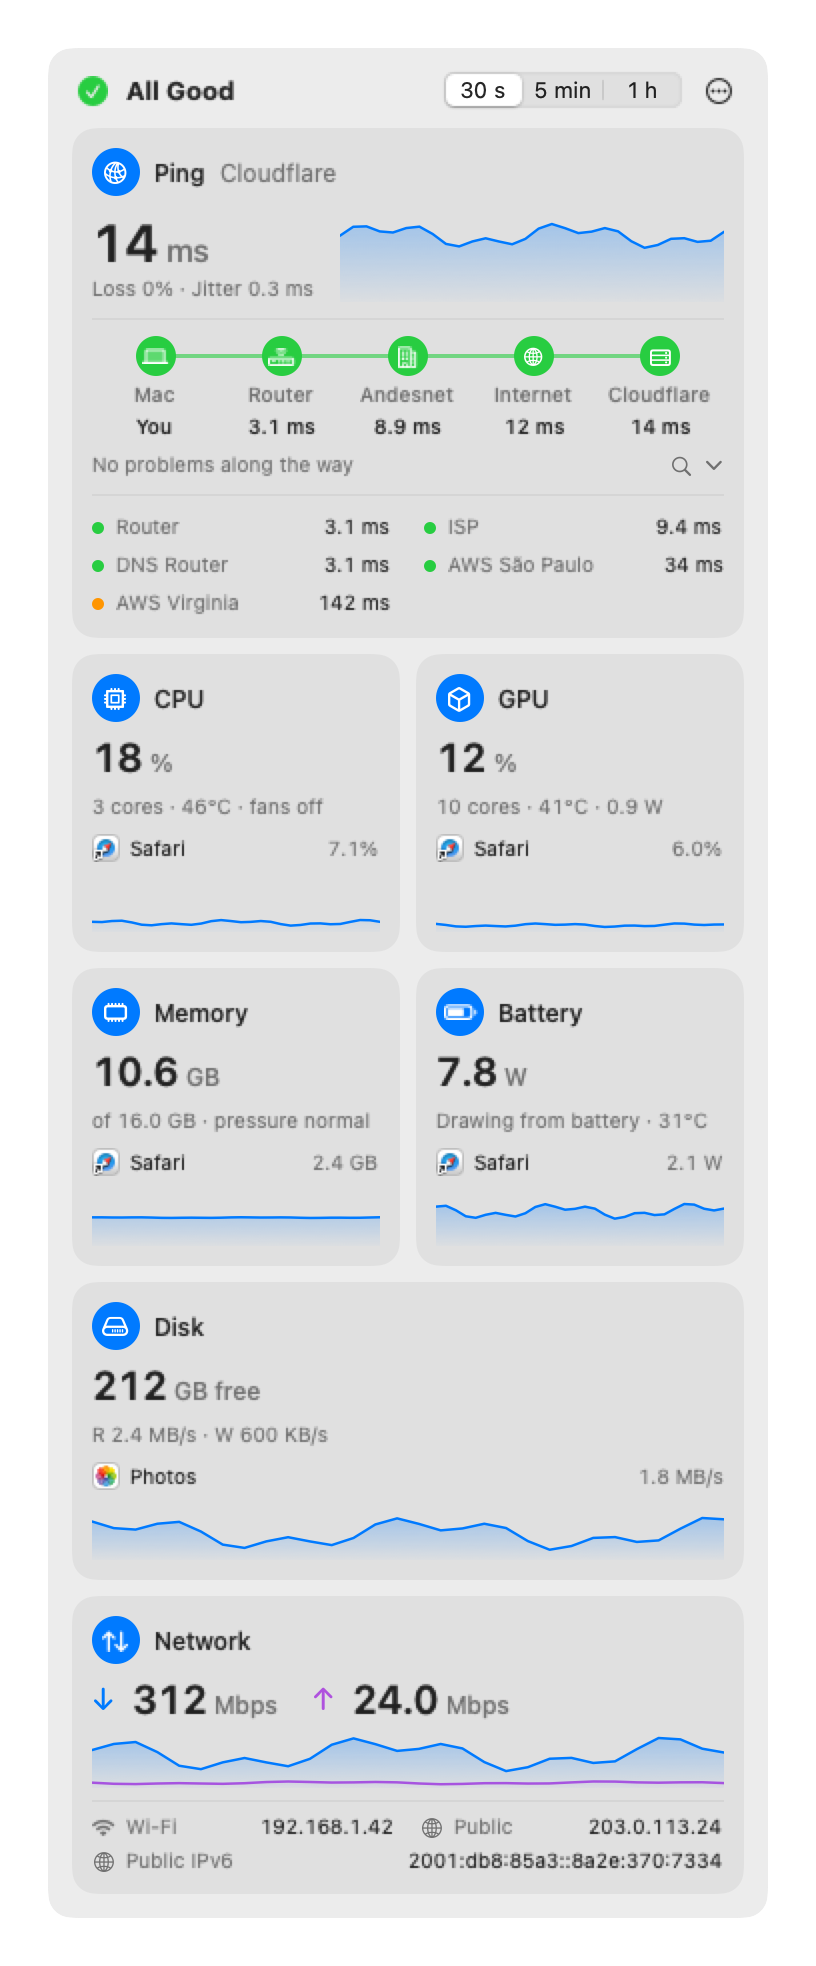 All Good 30 s 5 min 1 h
Ping Cloudflare
14 ms
Loss 0% · Jitter 0.3 ms
Mac Router Andesnet Internet Cloudflare
You 3.1 ms 8.9 ms 12 ms 14 ms
No problems along the way
Router 3.1 ms ISP 9.4 ms
DNS Router 3.1 ms AWS São Paulo 34 ms
AWS Virginia 142 ms
CPU
18 %
3 cores · 46°C · fans off
Safari 7.1%
GPU
12 %
10 cores · 41°C · 0.9 W
Safari 6.0%
Memory
10.6 GB
of 16.0 GB · pressure normal
Safari 2.4 GB
Battery
7.8 W
Drawing from battery · 31°C
Safari 2.1 W
Disk
212 GB free
R 2.4 MB/s · W 600 KB/s
Photos 1.8 MB/s
Network
↓ 312 Mbps ↑ 24.0 Mbps
Wi-Fi 192.168.1.42 Public 203.0.113.24
Public IPv6 2001:db8:85a3::8a2e:370:7334